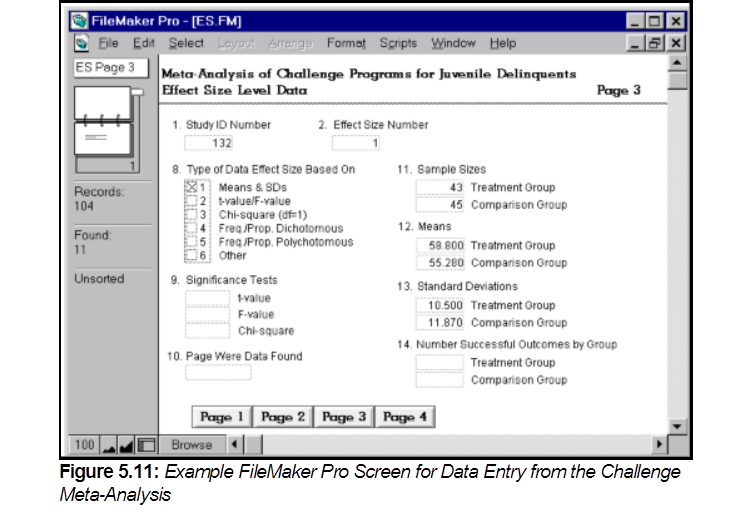 FileMaker Pro - [ES.FM]
File Edit Select Layout Arrange Format Scripts Window Help
ES Page 3
1
Records:
104
Found:
11
Unsorted
Meta-Analysis of Challenge Programs for Juvenile Delinquents
Effect Size Level Data Page 3
1. Study ID Number 2. Effect Size Number
132 1
8. Type of Data Effect Size Based On
1 Means & SDs
2 t-value/F-value
3 Chi-square (df=1)
4 Freq./Prop. Dichotomous
5 Freq./Prop. Polychotomous
6 Other
9. Significance Tests
t-value
F-value
Chi-square
10. Page Were Data Found
11. Sample Sizes
43 Treatment Group
45 Comparison Group
12. Means
58.800 Treatment Group
55.280 Comparison Group
13. Standard Deviations
10.500 Treatment Group
11.870 Comparison Group
14. Number Successful Outcomes by Group
Treatment Group
Comparison Group
Page 1 Page 2 Page 3 Page 4
100 Browse
Figure 5.11: Example FileMaker Pro Screen for Data Entry from the Challenge
Meta-Analysis